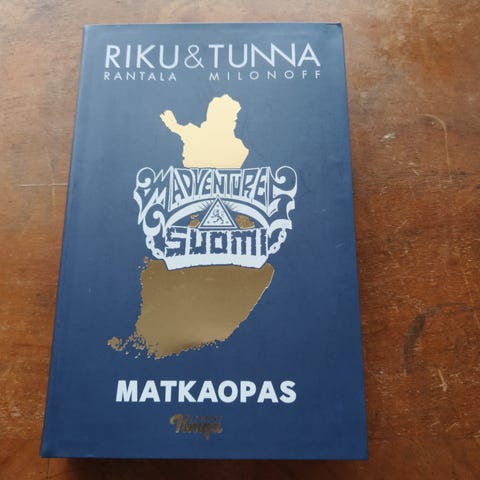 RIKU & TUNNA
RANTALA MILONOFF
MADVENTURES
SUOMI
MATKAOPAS